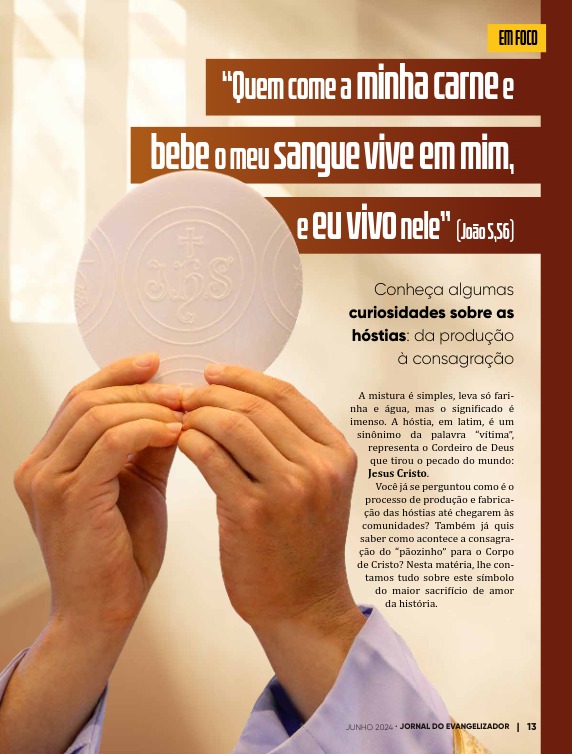 EM FOCO
“Quem come a minha carne e
bebe o meu sangue vive em mim,
e eu vivo nele” (João 5,56)
JHS
Conheça algumas
curiosidades sobre as
hóstias: da produção
à consagração
A mistura é simples, leva só fari-
nha e água, mas o significado é
imenso. A hóstia, em latim, é um
sinônimo da palavra “vítima”,
representa o Cordeiro de Deus
que tirou o pecado do mundo:
Jesus Cristo.
Você já se perguntou como é o
processo de produção e fabrica-
ção das hóstias até chegarem às
comunidades? Também já quis
saber como acontece a consagra-
ção do “pãozinho” para o Corpo
de Cristo? Nesta matéria, lhe con-
tamos tudo sobre este símbolo
do maior sacrifício de amor
da história.
JUNHO 2024 • JORNAL DO EVANGELIZADOR | 13